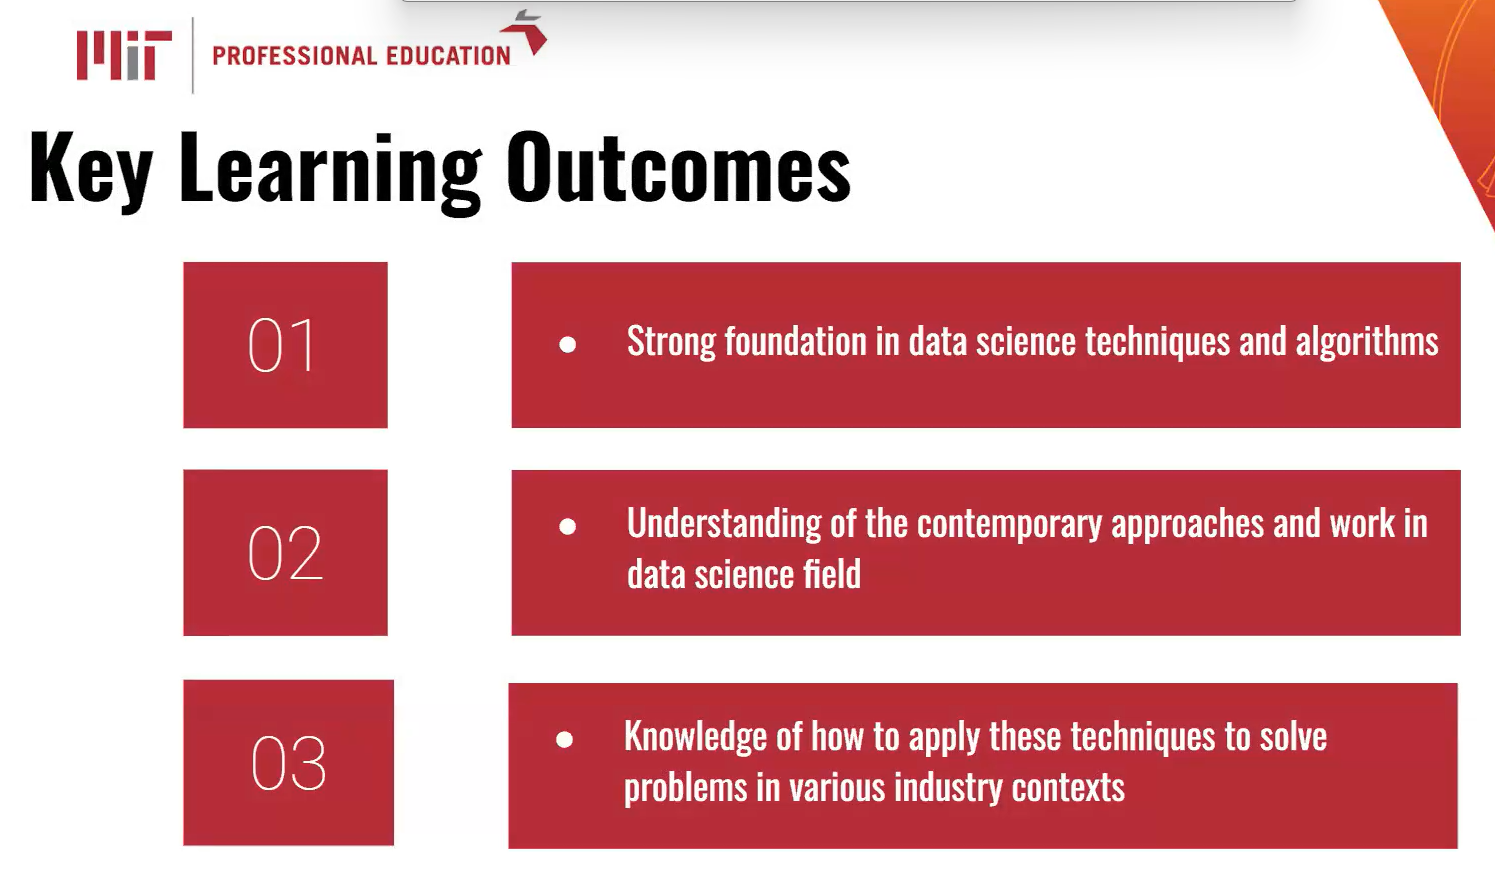 MIT
PROFESSIONAL EDUCATION
Key Learning Outcomes
01
● Strong foundation in data science techniques and algorithms
02
● Understanding of the contemporary approaches and work in
data science field
03
● Knowledge of how to apply these techniques to solve
problems in various industry contexts